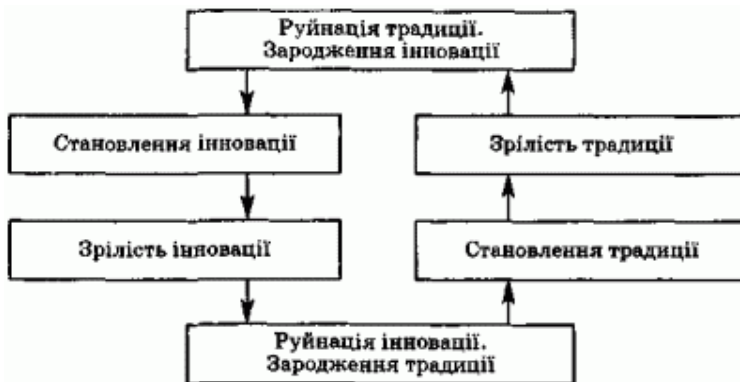 Руйнація традиції.
Зародження інновації
Становлення інновації
Зрілість традиції
Зрілість інновації
Становлення традиції
Руйнація інновації.
Зародження традиції